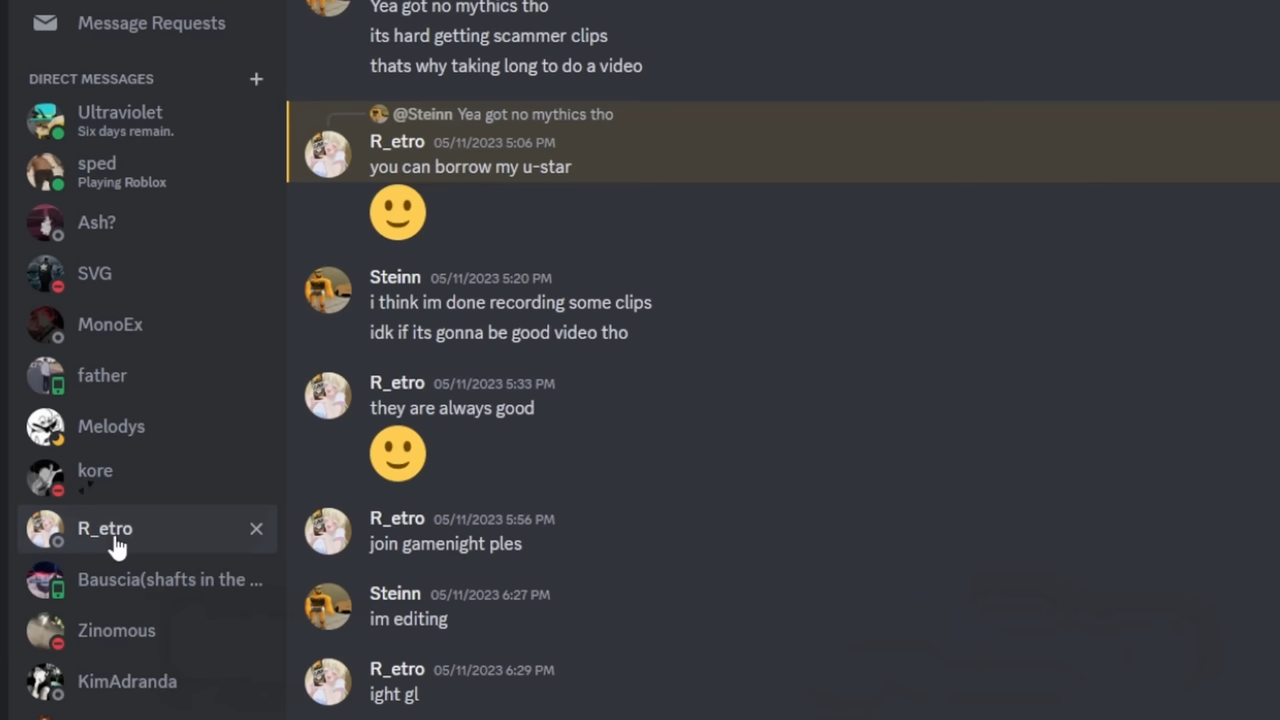 Message Requests
DIRECT MESSAGES
Ultraviolet
Six days remain.
sped
Playing Roblox
Ash?
SVG
MonoEx
father
Melodys
kore
R_etro
Bauscia(shafts in the ...
Zinomous
KimAdranda
Yea got no mythics tho
its hard getting scammer clips
thats why taking long to do a video
@Steinn Yea got no mythics tho
R_etro 05/11/2023 5:06 PM
you can borrow my u-star
Steinn 05/11/2023 5:20 PM
i think im done recording some clips
idk if its gonna be good video tho
R_etro 05/11/2023 5:33 PM
they are always good
R_etro 05/11/2023 5:56 PM
join gamenight ples
Steinn 05/11/2023 6:27 PM
im editing
R_etro 05/11/2023 6:29 PM
ight gl